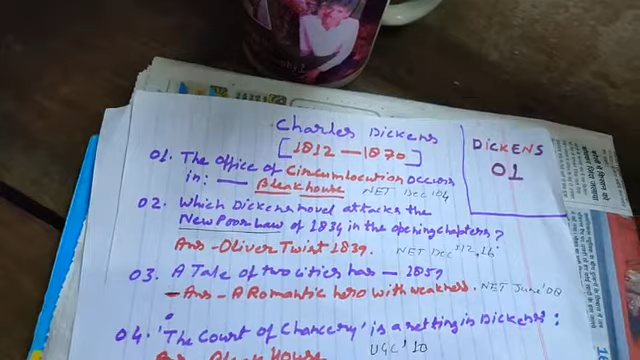 Charles Dickens
[1812 — 1870]
DICKENS
01
01. The Office of Circumlocution Occurs
in: — Bleak house NET Dec '04
02. Which Dickens novel attacks the
New Poor Law of 1834 in the opening chapters?
Ans - Oliver Twist 1839. NET Dec '12, 16
03. A Tale of two cities has — 1859
- Ans - A Romantic hero with weakness. NET June '08
04. 'The Court of Chancery' is a setting in Dickens':
Ans - Bleak House UGC '10